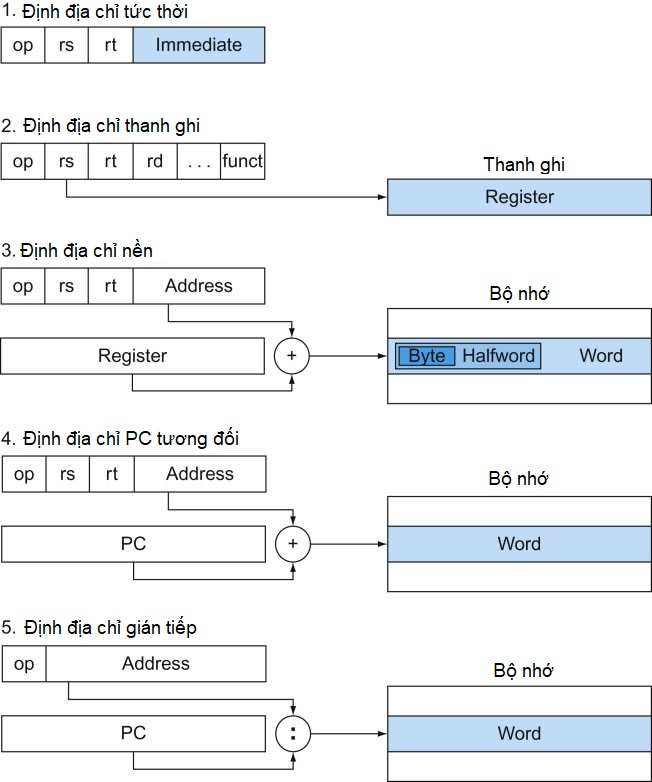 1. Định địa chỉ tức thời
op rs rt Immediate
2. Định địa chỉ thanh ghi
op rs rt rd ... funct
Thanh ghi
Register
3. Định địa chỉ nền
op rs rt Address
Bộ nhớ
Register + Byte Halfword Word
4. Định địa chỉ PC tương đối
op rs rt Address
Bộ nhớ
PC + Word
5. Định địa chỉ gián tiếp
op Address
Bộ nhớ
PC : Word